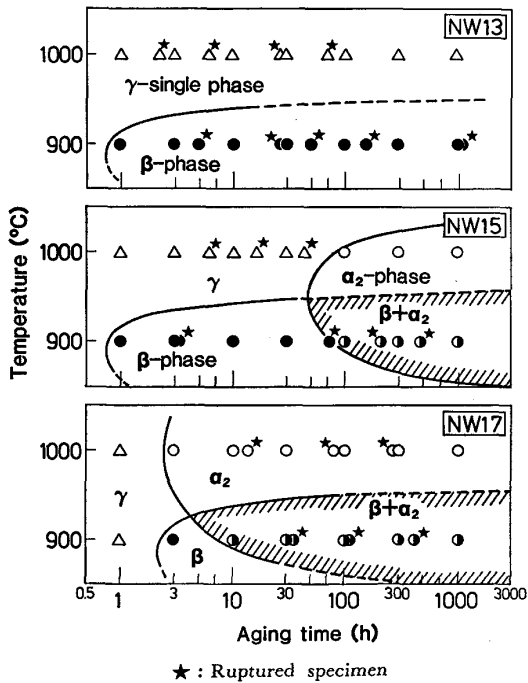 NW13
1000
γ-single phase
900
β-phase
NW15
1000
γ
α2-phase
β+α2
900
β-phase
NW17
1000
γ
α2
β+α2
900
β
Temperature (°C)
0.5 1 3 10 30 100 300 1000 3000
Aging time (h)
★ : Ruptured specimen